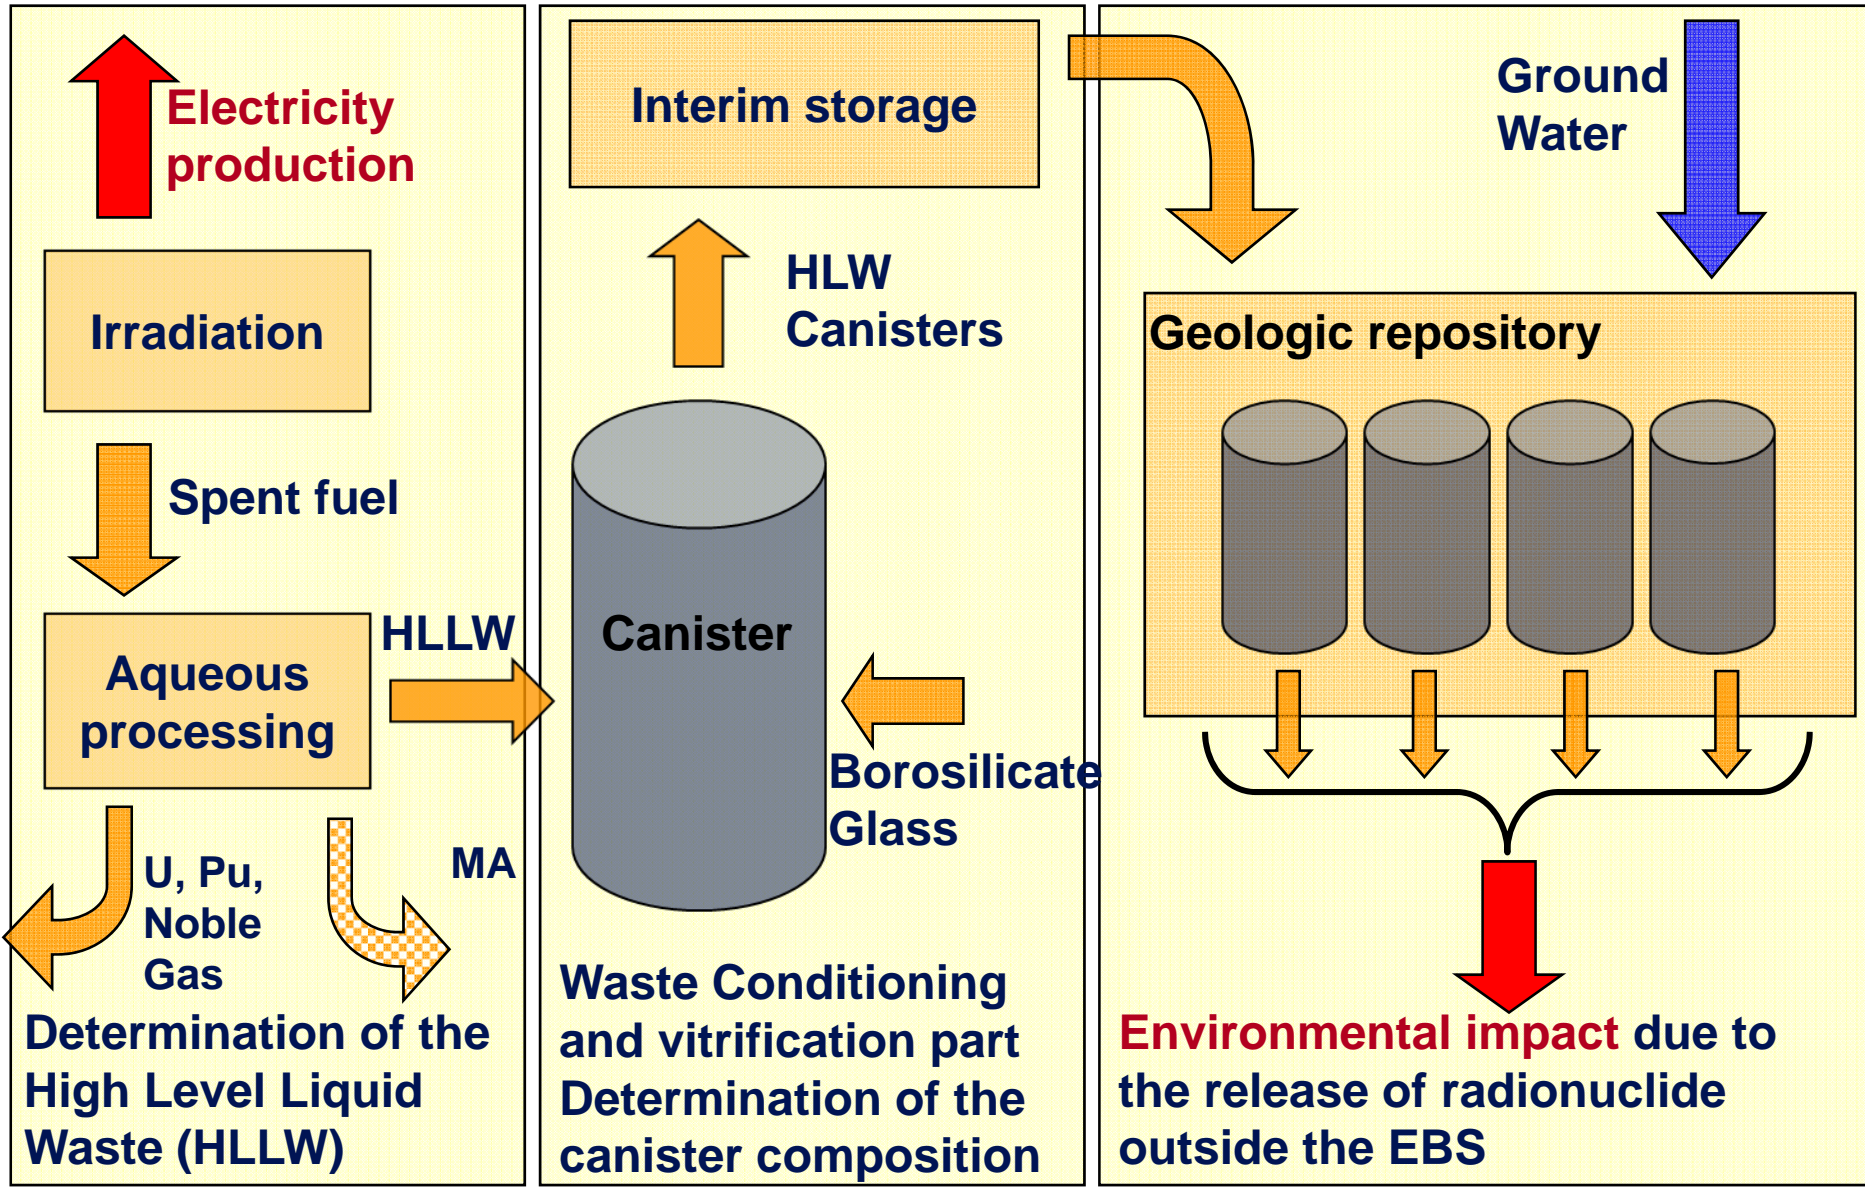 Electricity
production
Irradiation
Spent fuel
Aqueous
processing
HLLW
U, Pu,
Noble
Gas
MA
Determination of the
High Level Liquid
Waste (HLLW)
Interim storage
HLW
Canisters
Canister
Borosilicate
Glass
Waste Conditioning
and vitrification part
Determination of the
canister composition
Ground
Water
Geologic repository
Environmental impact due to
the release of radionuclide
outside the EBS